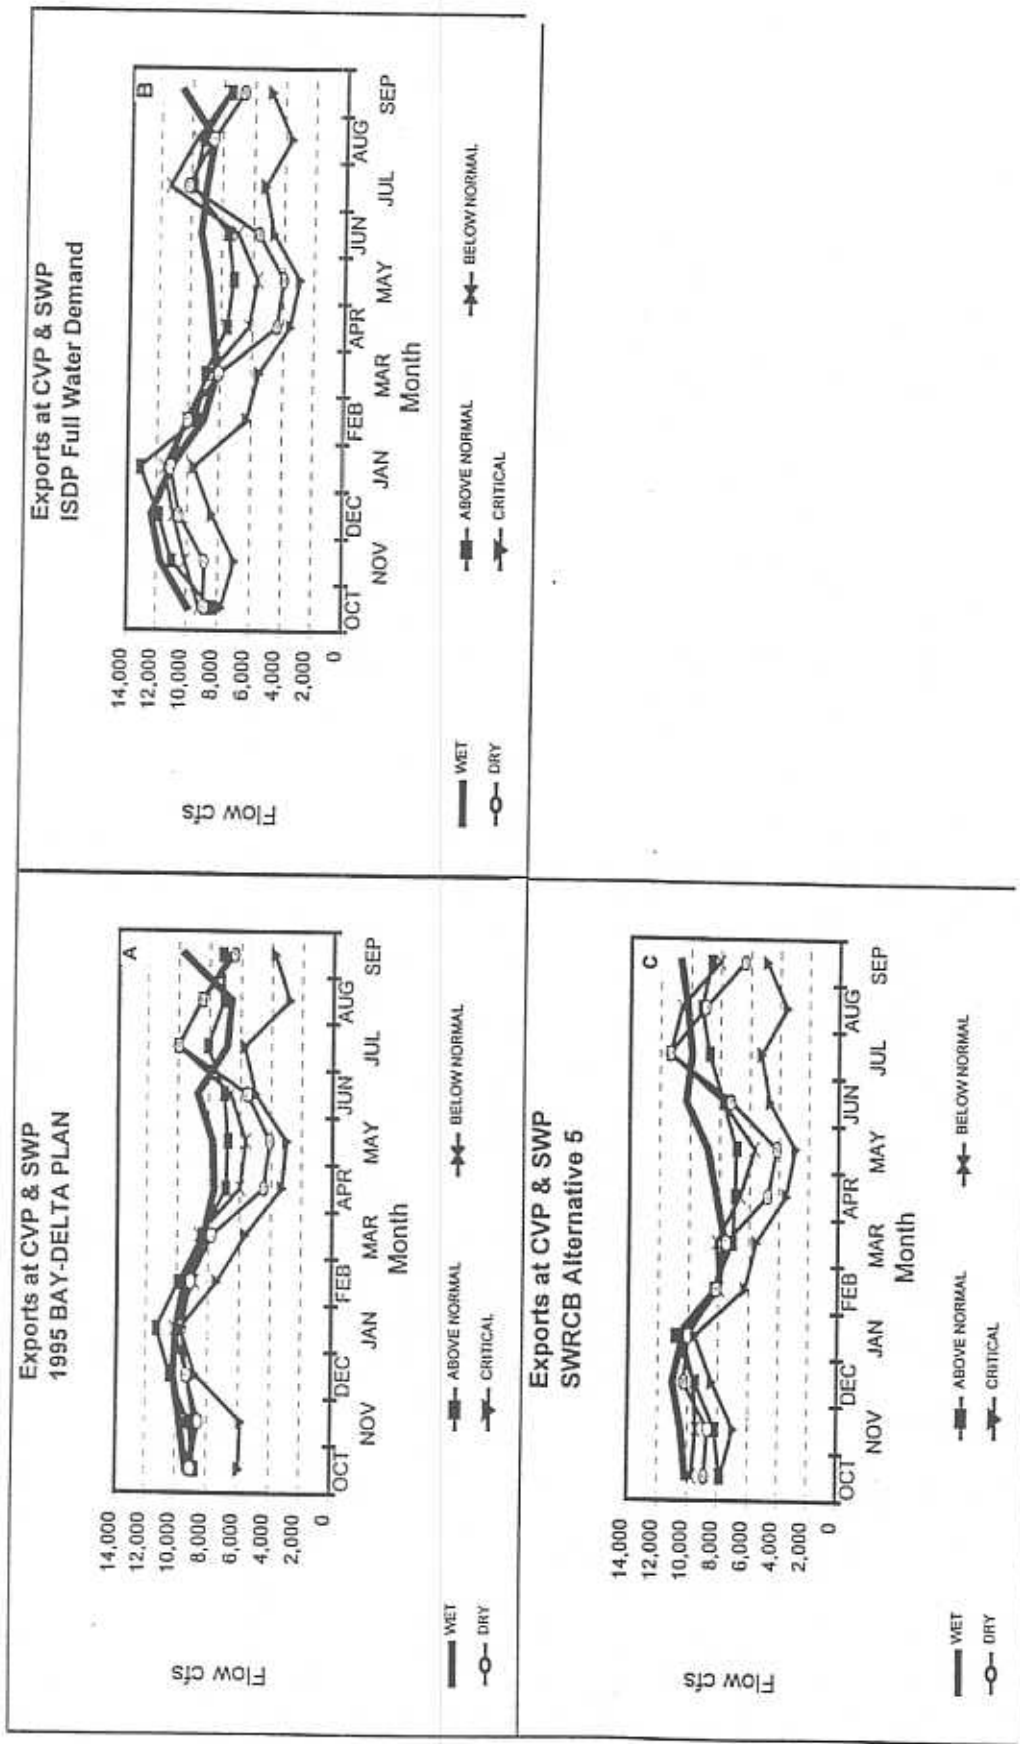 Exports at CVP & SWP
1995 BAY-DELTA PLAN
A
14,000
12,000
10,000
8,000
6,000
4,000
2,000
0
Flow cfs
OCT
NOV
DEC
JAN
FEB
MAR
APR
MAY
JUN
JUL
AUG
SEP
Month
WET
ABOVE NORMAL
BELOW NORMAL
DRY
CRITICAL
Exports at CVP & SWP
ISDP Full Water Demand
B
14,000
12,000
10,000
8,000
6,000
4,000
2,000
0
Flow cfs
OCT
NOV
DEC
JAN
FEB
MAR
APR
MAY
JUN
JUL
AUG
SEP
Month
WET
ABOVE NORMAL
BELOW NORMAL
DRY
CRITICAL
Exports at CVP & SWP
SWRCB Alternative 5
C
14,000
12,000
10,000
8,000
6,000
4,000
2,000
0
Flow cfs
OCT
NOV
DEC
JAN
FEB
MAR
APR
MAY
JUN
JUL
AUG
SEP
Month
WET
ABOVE NORMAL
BELOW NORMAL
DRY
CRITICAL